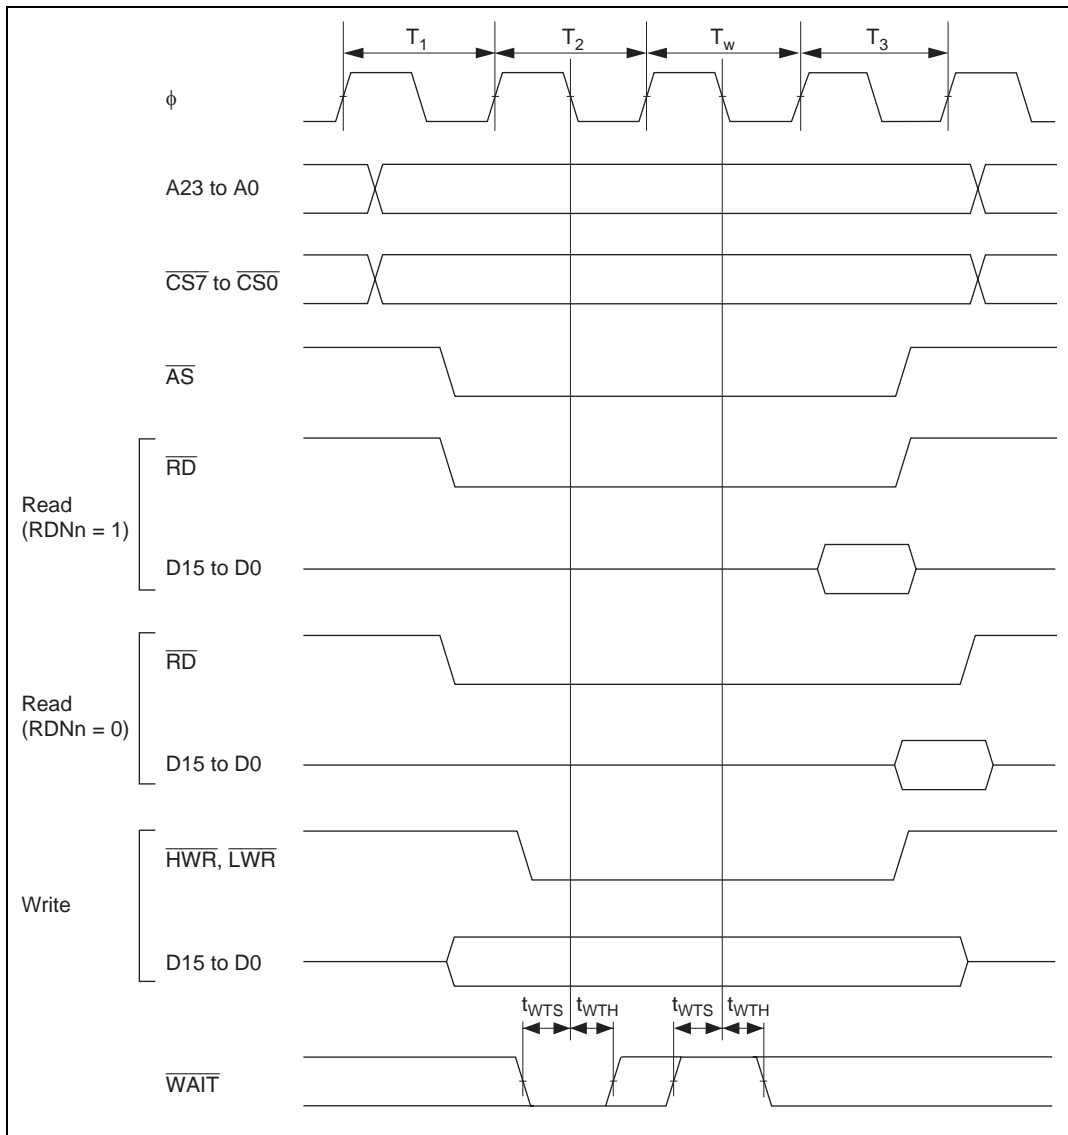 T1 T2 Tw T3
ϕ
A23 to A0
CS7 to CS0
AS
RD
Read
(RDNn = 1)
D15 to D0
RD
Read
(RDNn = 0)
D15 to D0
HWR, LWR
Write
D15 to D0
tWTS tWTH tWTS tWTH
WAIT